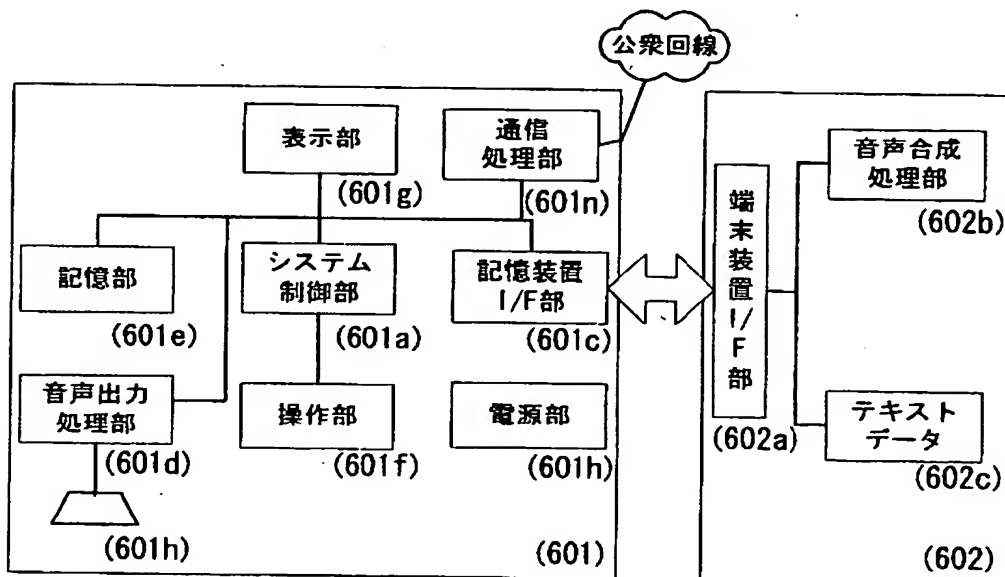 公衆回線
表示部
(601g)
通信
処理部
(601n)
記憶部
(601e)
システム
制御部
(601a)
記憶装置
I/F部
(601c)
音声出力
処理部
(601d)
操作部
(601f)
電源部
(601h)
(601h)
(601)
端末装置I/F部
(602a)
音声合成
処理部
(602b)
テキスト
データ
(602c)
(602)